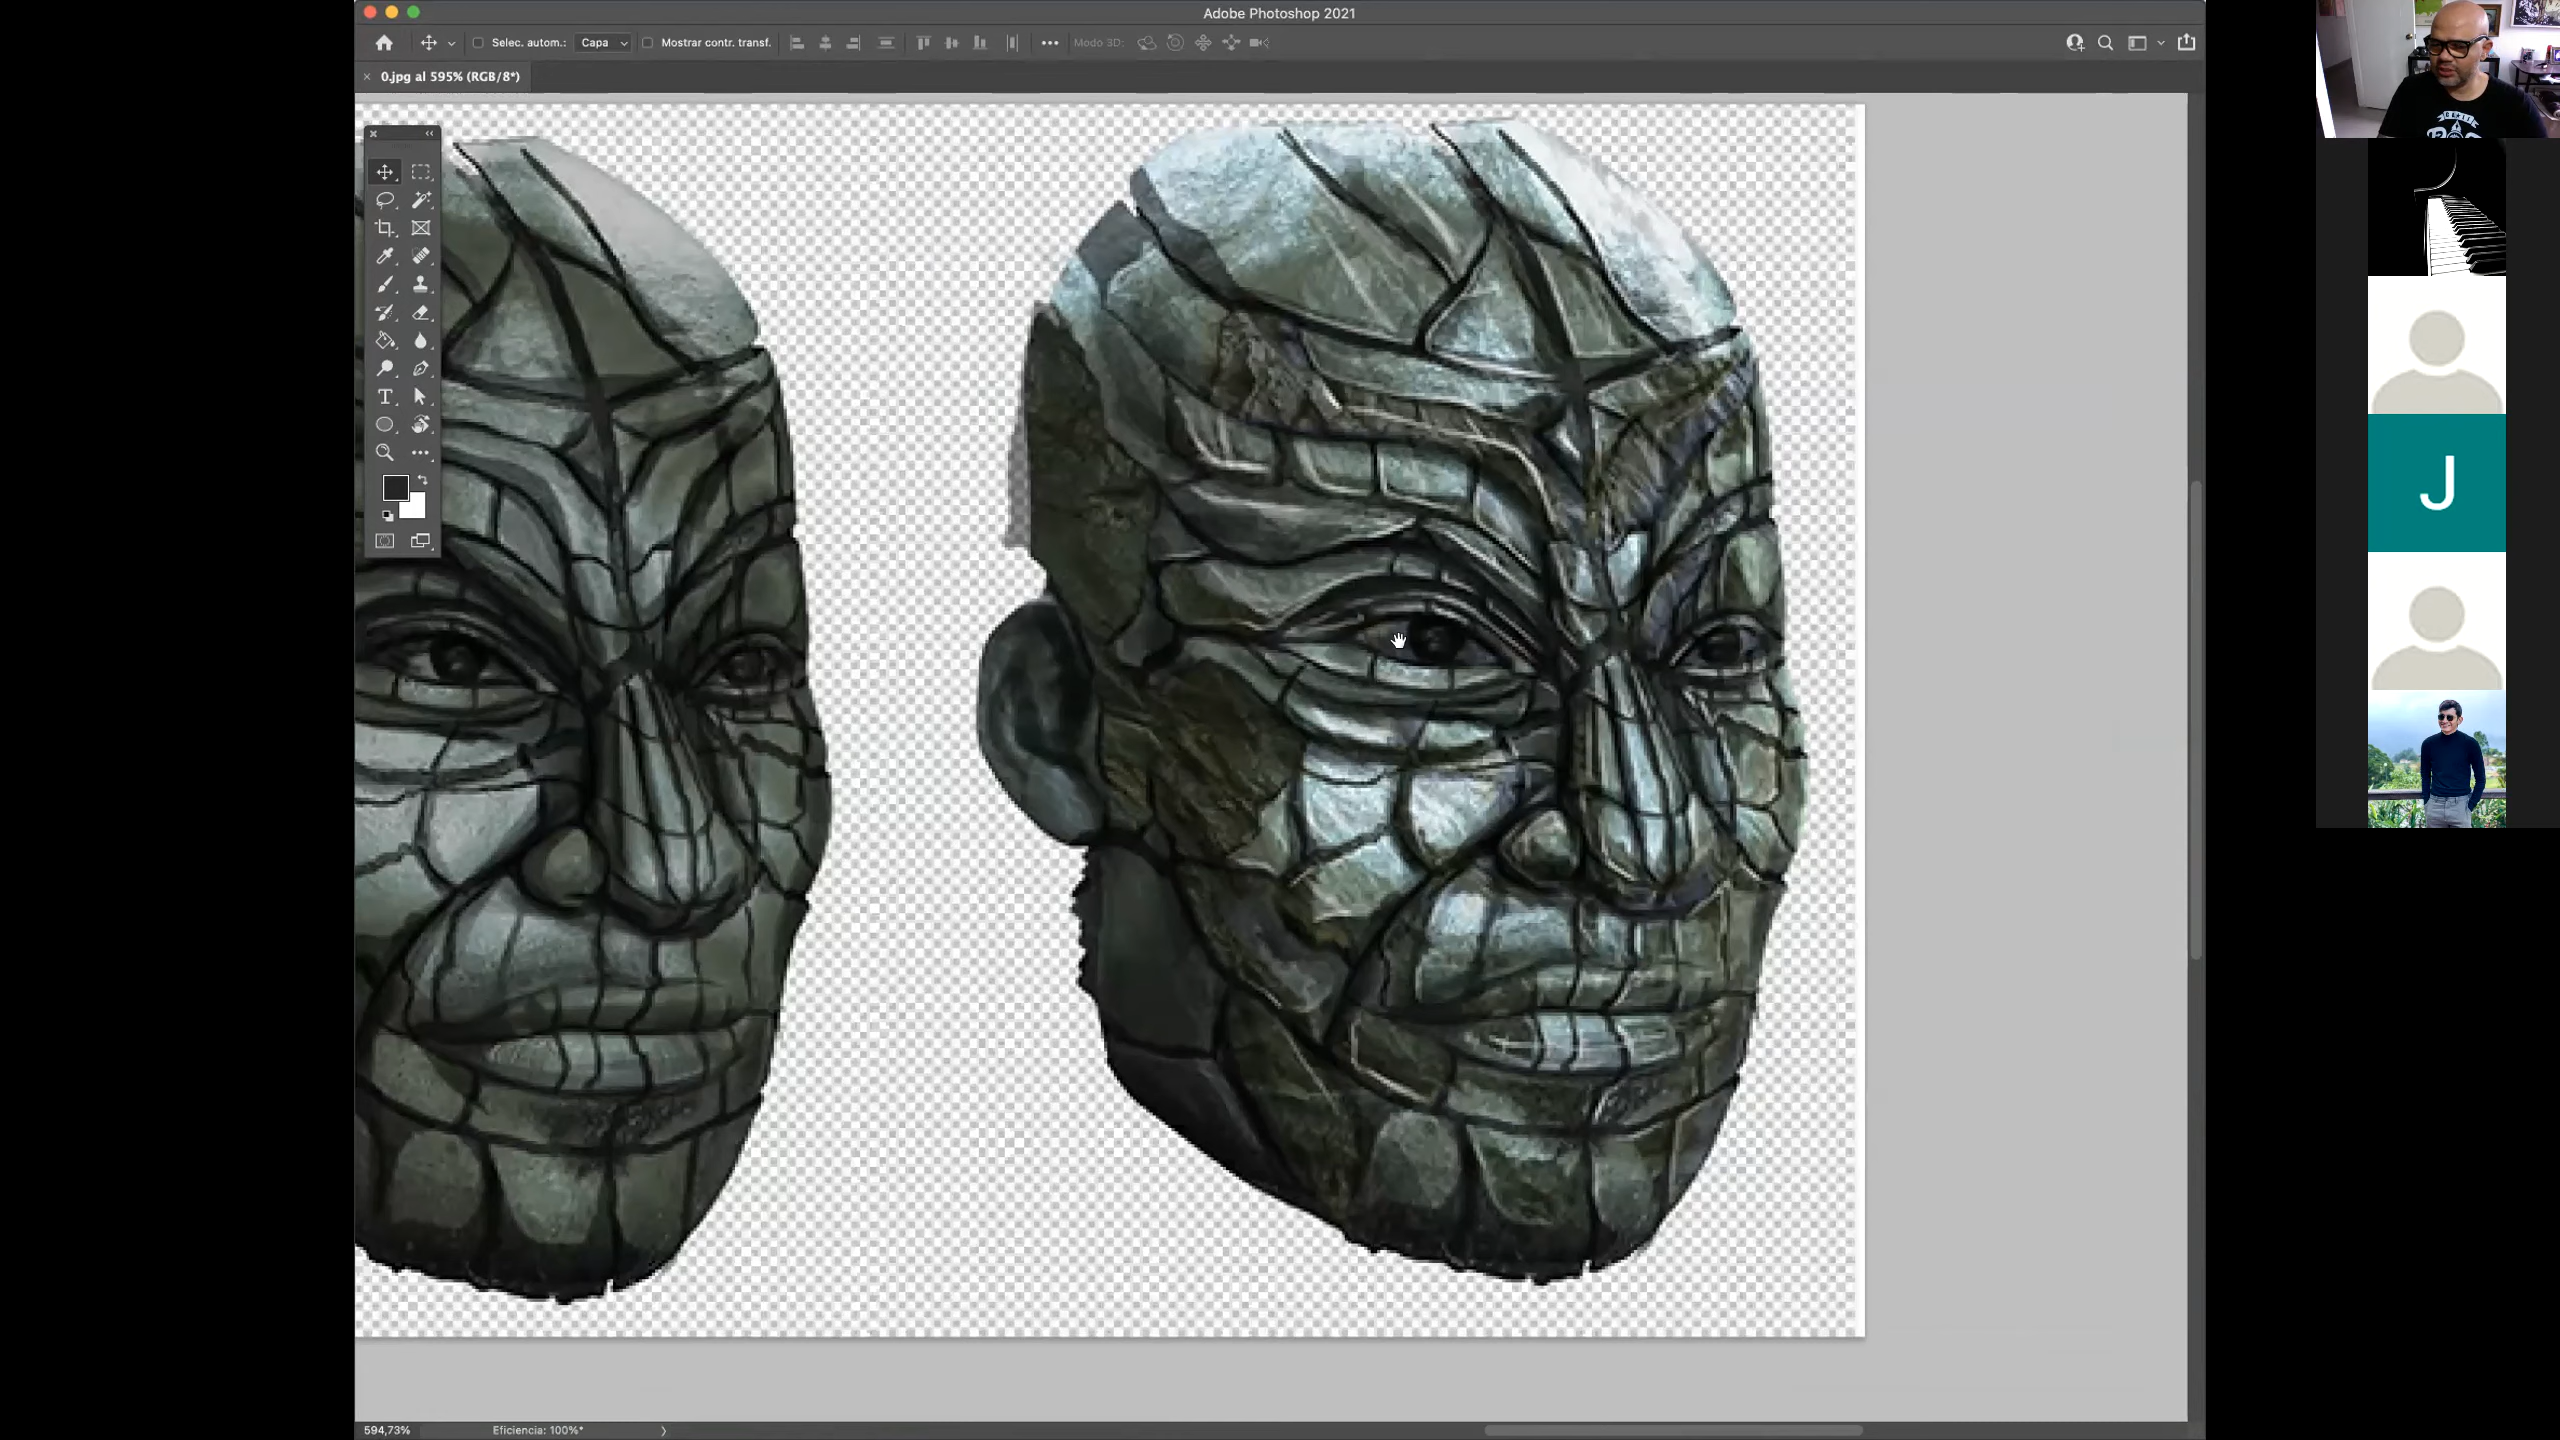 Adobe Photoshop 2021
Selec. autom.: Capa Mostrar contr. transf. Modo 3D:
0.jpg al 595% (RGB/8*)
T
J
594,73% Eficiencia: 100%*